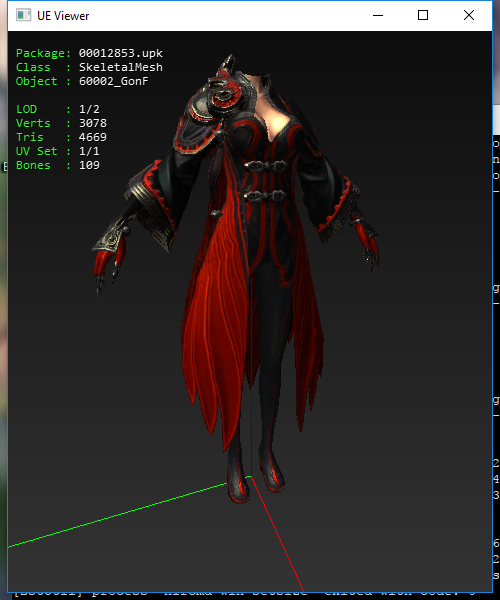 UE Viewer
Package: 00012853.upk
Class : SkeletalMesh
Object : 60002_GonF
LOD : 1/2
Verts : 3078
Tris : 4669
UV Set : 1/1
Bones : 109